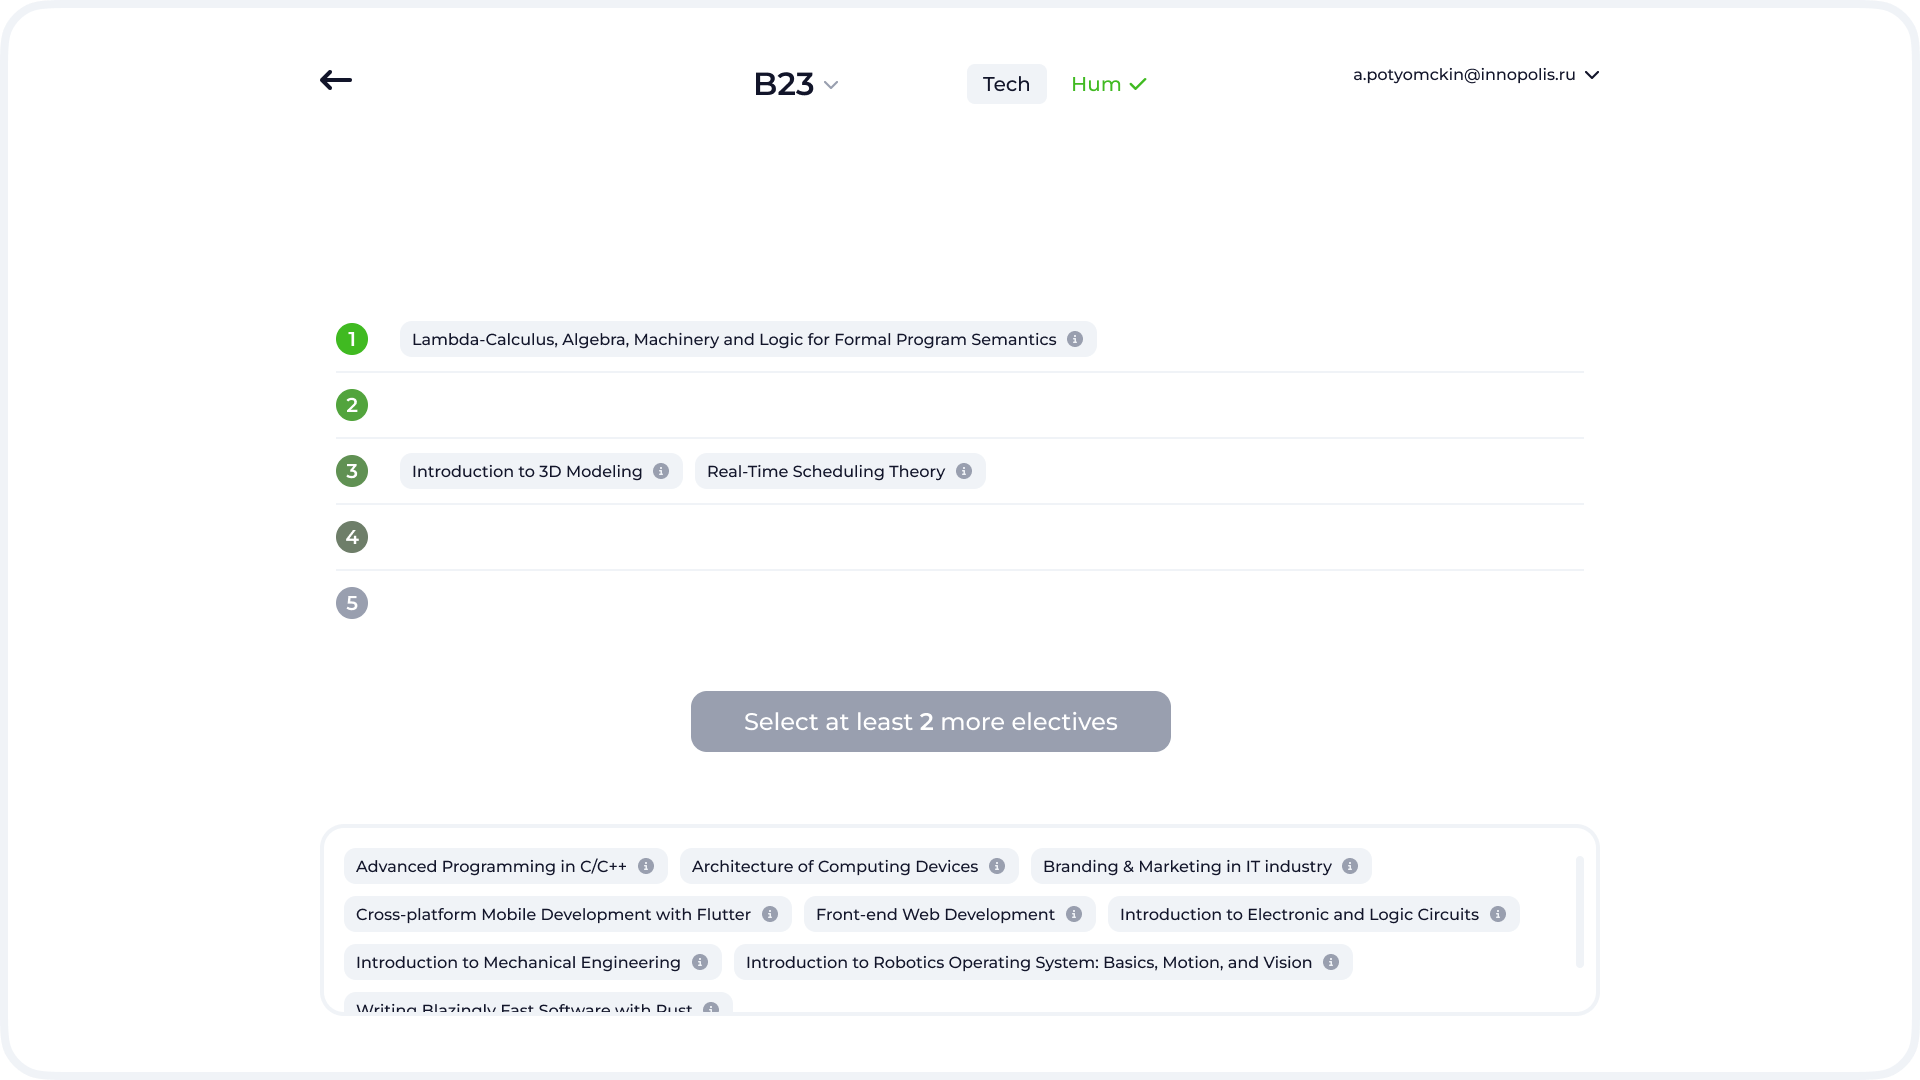 B23
Tech
Hum
a.potyomckin@innopolis.ru
1
Lambda-Calculus, Algebra, Machinery and Logic for Formal Program Semantics
2
3
Introduction to 3D Modeling
Real-Time Scheduling Theory
4
5
Select at least 2 more electives
Advanced Programming in C/C++
Architecture of Computing Devices
Branding & Marketing in IT industry
Cross-platform Mobile Development with Flutter
Front-end Web Development
Introduction to Electronic and Logic Circuits
Introduction to Mechanical Engineering
Introduction to Robotics Operating System: Basics, Motion, and Vision
Writing Blazingly Fast Software with Rust